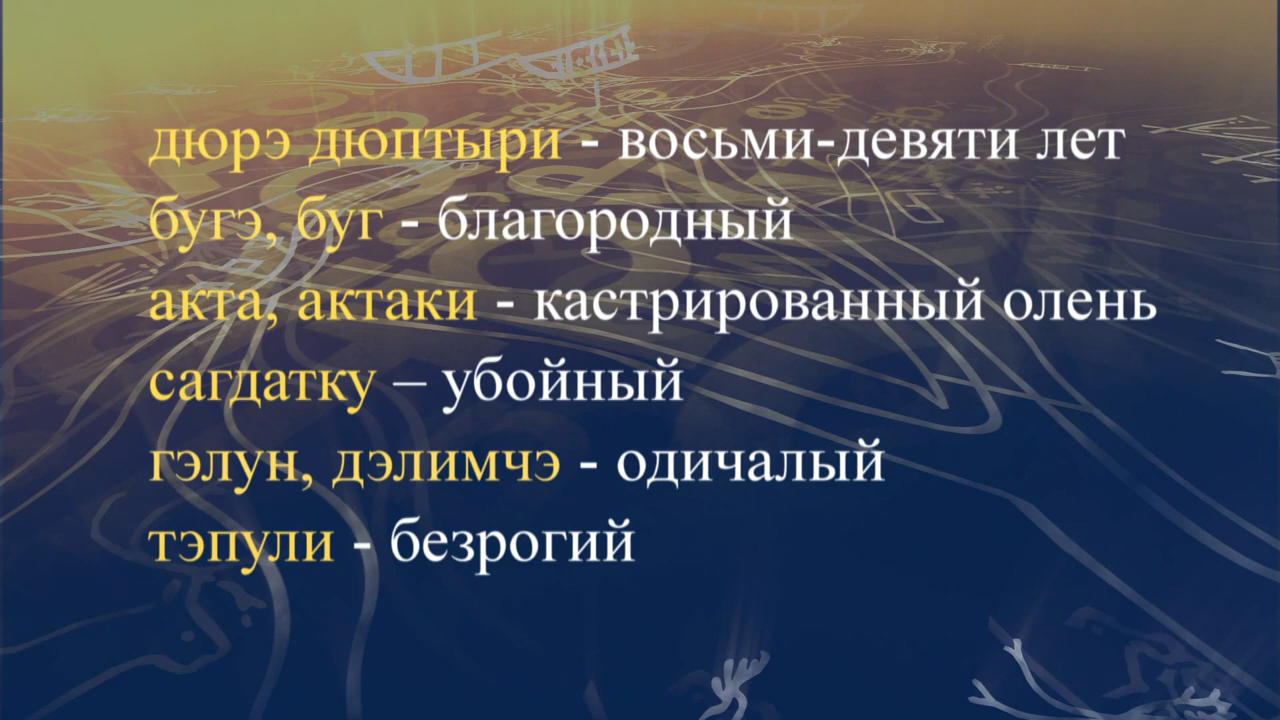 дюрэ дюптыри - восьми-девяти лет
бугэ, буг - благородный
акта, актаки - кастрированный олень
сагдатку – убойный
гэлун, дэлимчэ - одичалый
тэпули - безрогий